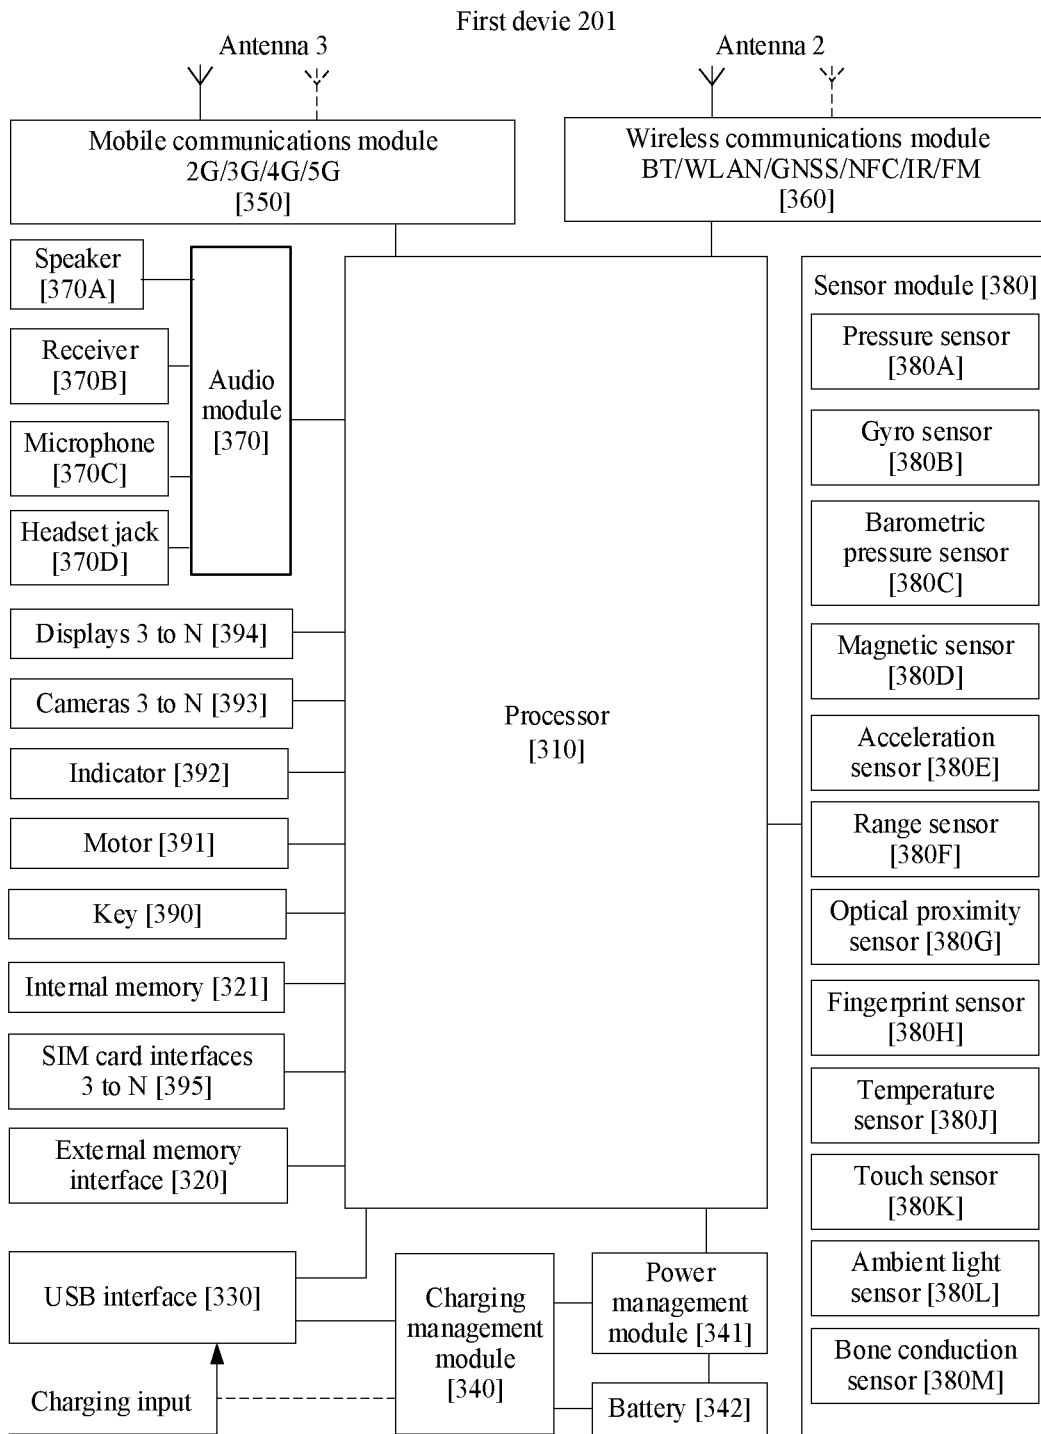 First devie 201
Antenna 3
Antenna 2
Mobile communications module
2G/3G/4G/5G
[350]
Wireless communications module
BT/WLAN/GNSS/NFC/IR/FM
[360]
Speaker
[370A]
Receiver
[370B]
Microphone
[370C]
Headset jack
[370D]
Audio
module
[370]
Displays 3 to N [394]
Cameras 3 to N [393]
Indicator [392]
Motor [391]
Key [390]
Internal memory [321]
SIM card interfaces
3 to N [395]
External memory
interface [320]
Processor
[310]
Sensor module [380]
Pressure sensor
[380A]
Gyro sensor
[380B]
Barometric
pressure sensor
[380C]
Magnetic sensor
[380D]
Acceleration
sensor [380E]
Range sensor
[380F]
Optical proximity
sensor [380G]
Fingerprint sensor
[380H]
Temperature
sensor [380J]
Touch sensor
[380K]
Ambient light
sensor [380L]
Bone conduction
sensor [380M]
USB interface [330]
Charging input
Charging
management
module
[340]
Power
management
module [341]
Battery [342]